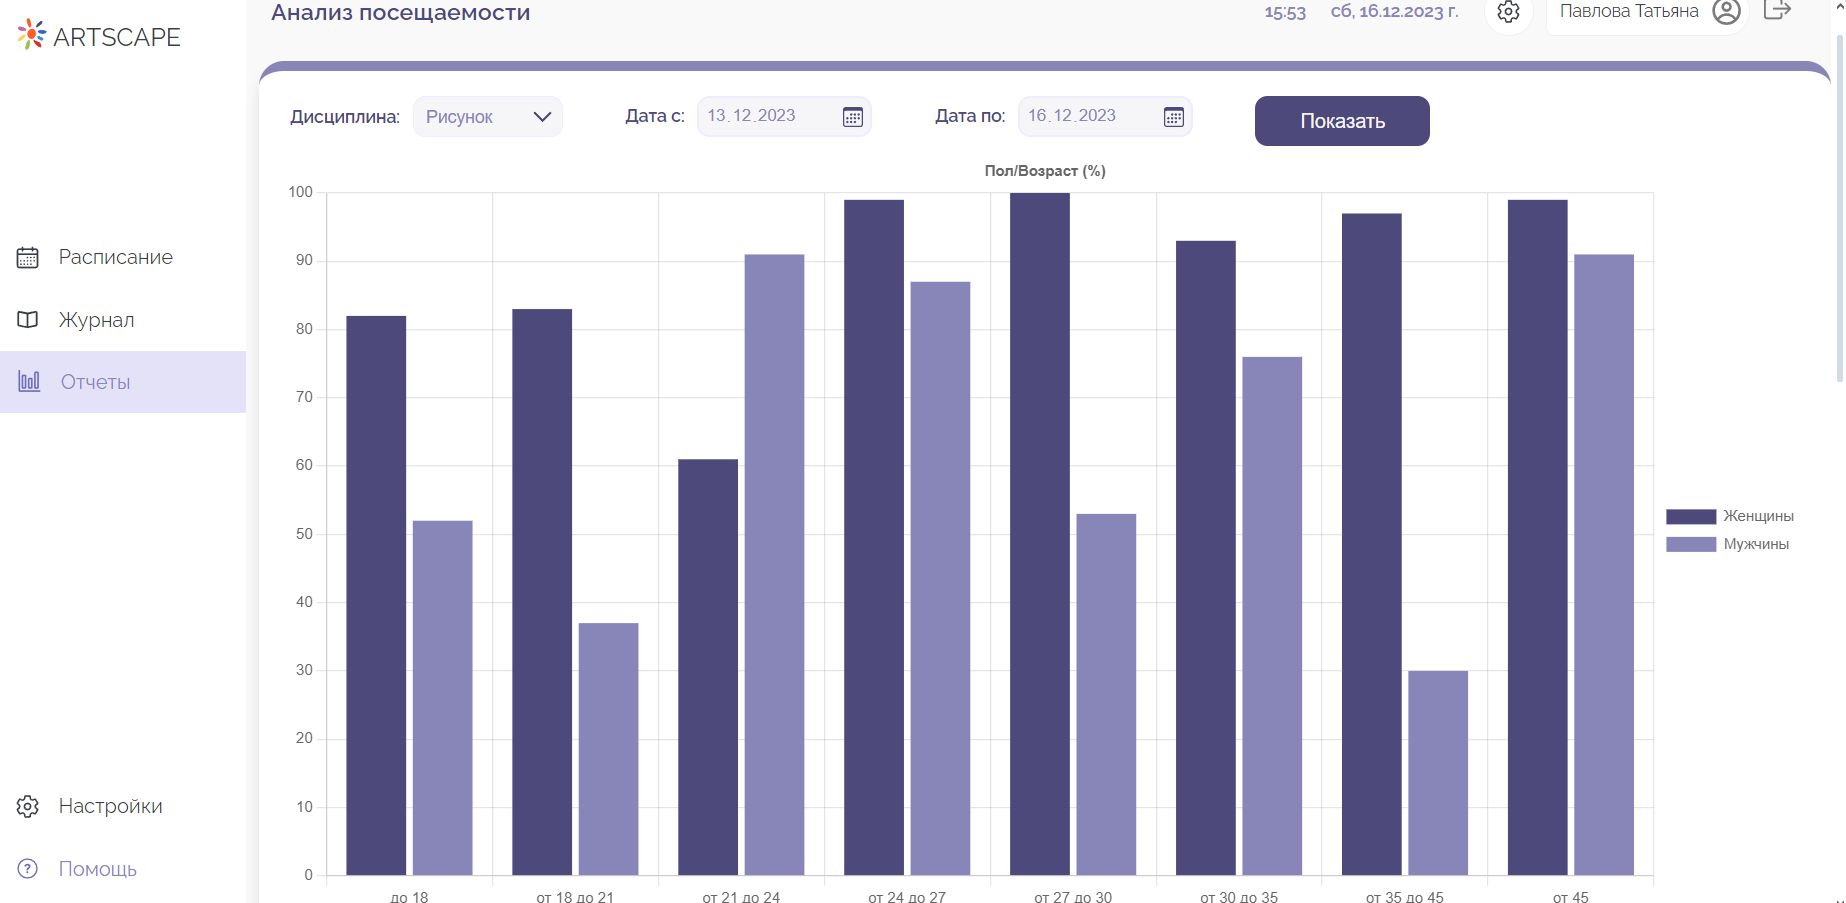 ARTSCAPE
Анализ посещаемости
15:53 сб, 16.12.2023 г.
Павлова Татьяна
Расписание
Журнал
Отчеты
Настройки
Помощь
Дисциплина: Рисунок Дата с: 13.12.2023 Дата по: 16.12.2023 Показать
Пол/Возраст (%)
100
90
80
70
60
50
40
30
20
10
0
до 18 от 18 до 21 от 21 до 24 от 24 до 27 от 27 до 30 от 30 до 35 от 35 до 45 от 45
Женщины
Мужчины